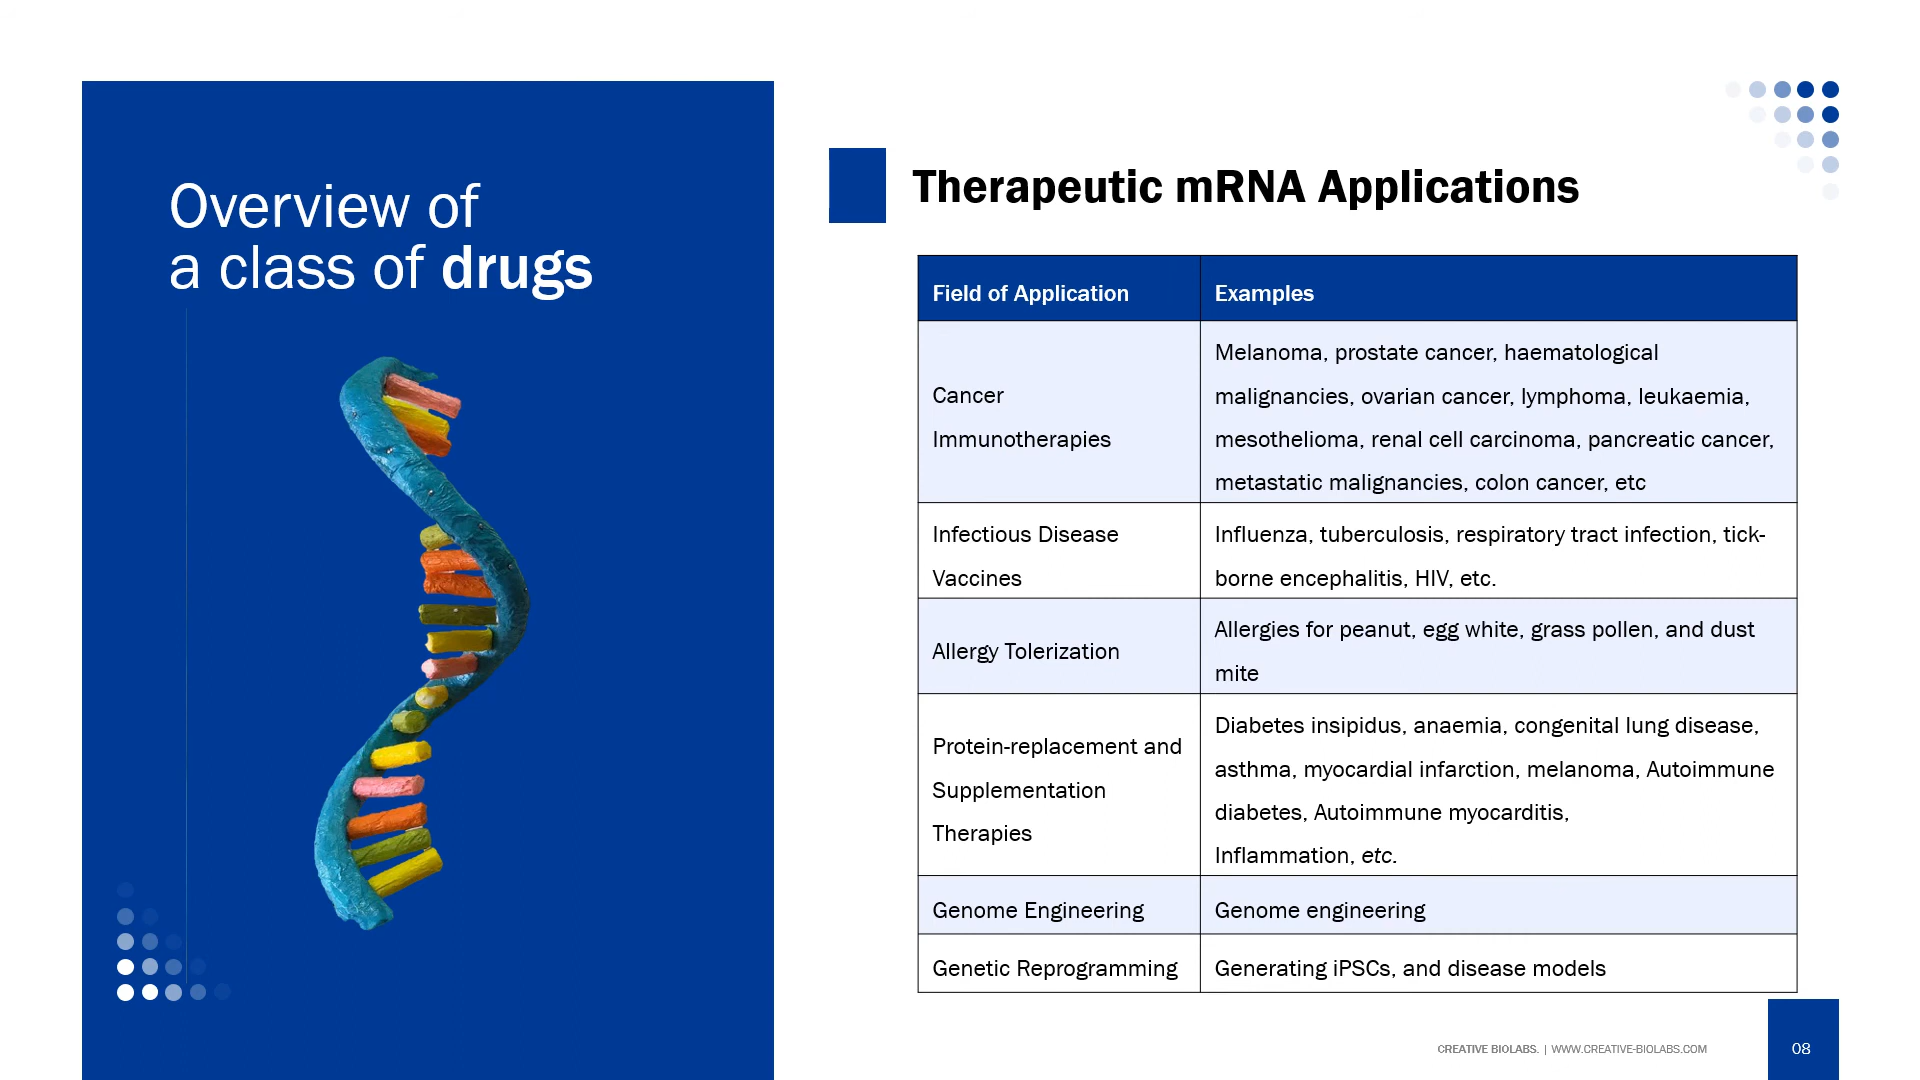 Overview of
a class of drugs
Therapeutic mRNA Applications
Field of Application
Examples
Cancer
Immunotherapies
Melanoma, prostate cancer, haematological
malignancies, ovarian cancer, lymphoma, leukaemia,
mesothelioma, renal cell carcinoma, pancreatic cancer,
metastatic malignancies, colon cancer, etc
Infectious Disease
Vaccines
Influenza, tuberculosis, respiratory tract infection, tick-
borne encephalitis, HIV, etc.
Allergy Tolerization
Allergies for peanut, egg white, grass pollen, and dust
mite
Protein-replacement and
Supplementation
Therapies
Diabetes insipidus, anaemia, congenital lung disease,
asthma, myocardial infarction, melanoma, Autoimmune
diabetes, Autoimmune myocarditis,
Inflammation, etc.
Genome Engineering
Genome engineering
Genetic Reprogramming
Generating iPSCs, and disease models
CREATIVE BIOLABS. | WWW.CREATIVE-BIOLABS.COM
08